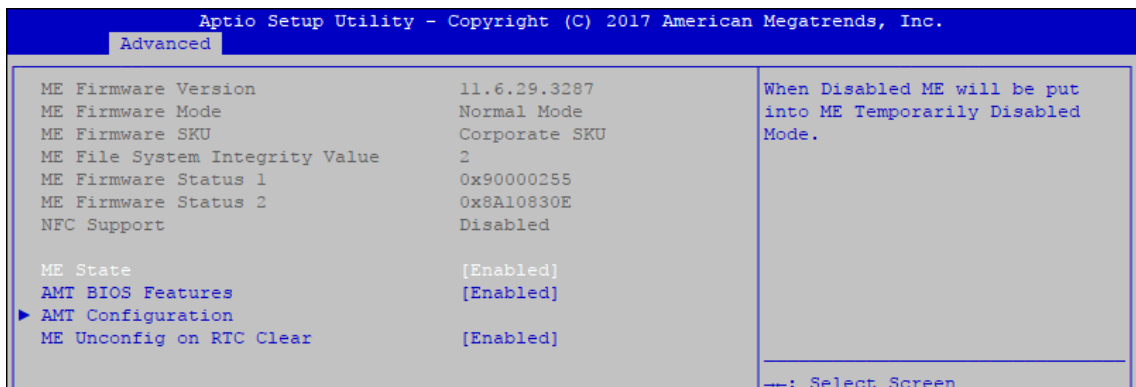 Aptio Setup Utility – Copyright (C) 2017 American Megatrends, Inc.
Advanced
ME Firmware Version 11.6.29.3287
ME Firmware Mode Normal Mode
ME Firmware SKU Corporate SKU
ME File System Integrity Value 2
ME Firmware Status 1 0x90000255
ME Firmware Status 2 0x8A10830E
NFC Support Disabled
ME State [Enabled]
AMT BIOS Features [Enabled]
► AMT Configuration
ME Unconfig on RTC Clear [Enabled]
When Disabled ME will be put
into ME Temporarily Disabled
Mode.
→←: Select Screen